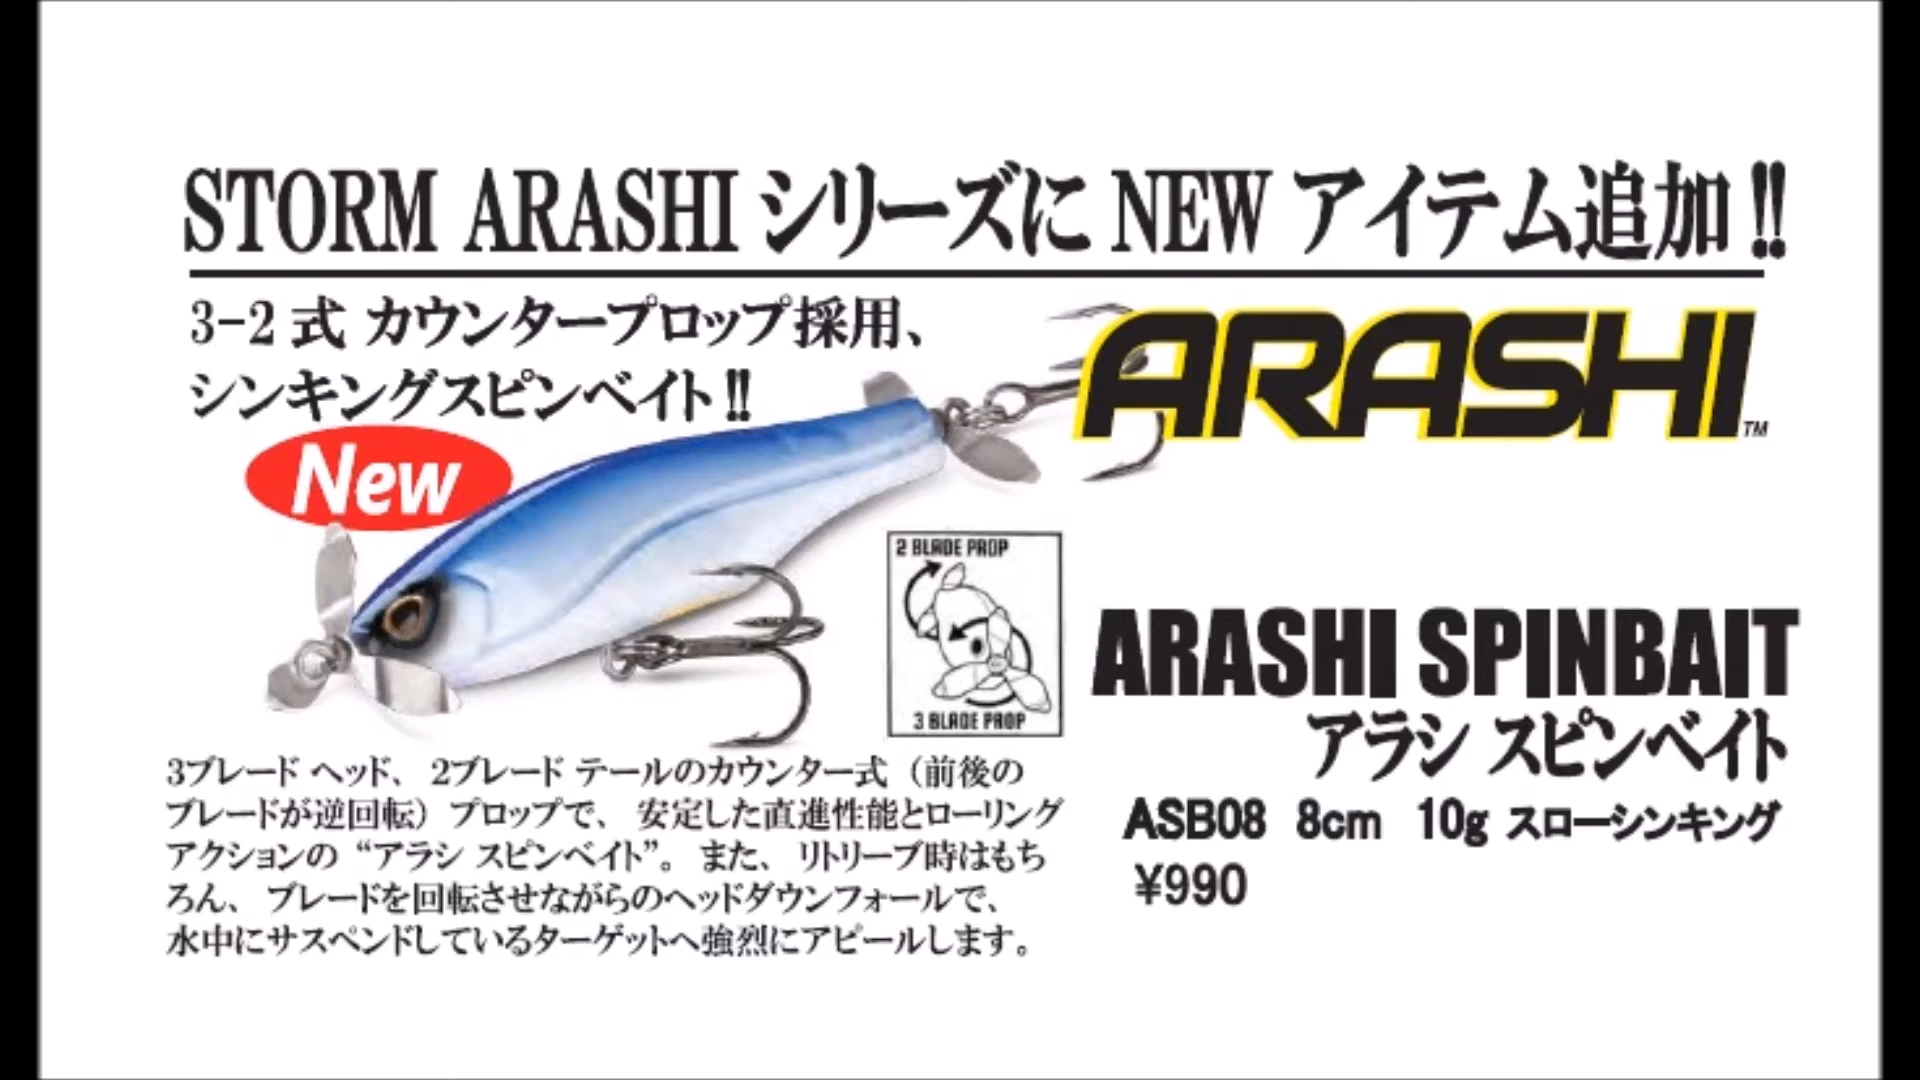 STORM ARASHI シリーズに NEW アイテム追加!!
3-2 式 カウンタープロップ採用、
シンキングスピンベイト!!
New
ARASHI™
2 BLADE PROP
3 BLADE PROP
ARASHI SPINBAIT
アラシ スピンベイト
ASB08 8cm 10g スローシンキング
¥990
3ブレード ヘッド、 2ブレード テールのカウンター式（前後の
ブレードが逆回転）プロップで、 安定した直進性能とローリング
アクションの “アラシ スピンベイト”。 また、 リトリーブ時はもち
ろん、 ブレードを回転させながらのヘッドダウンフォールで、
水中にサスペンドしているターゲットへ強烈にアピールします。